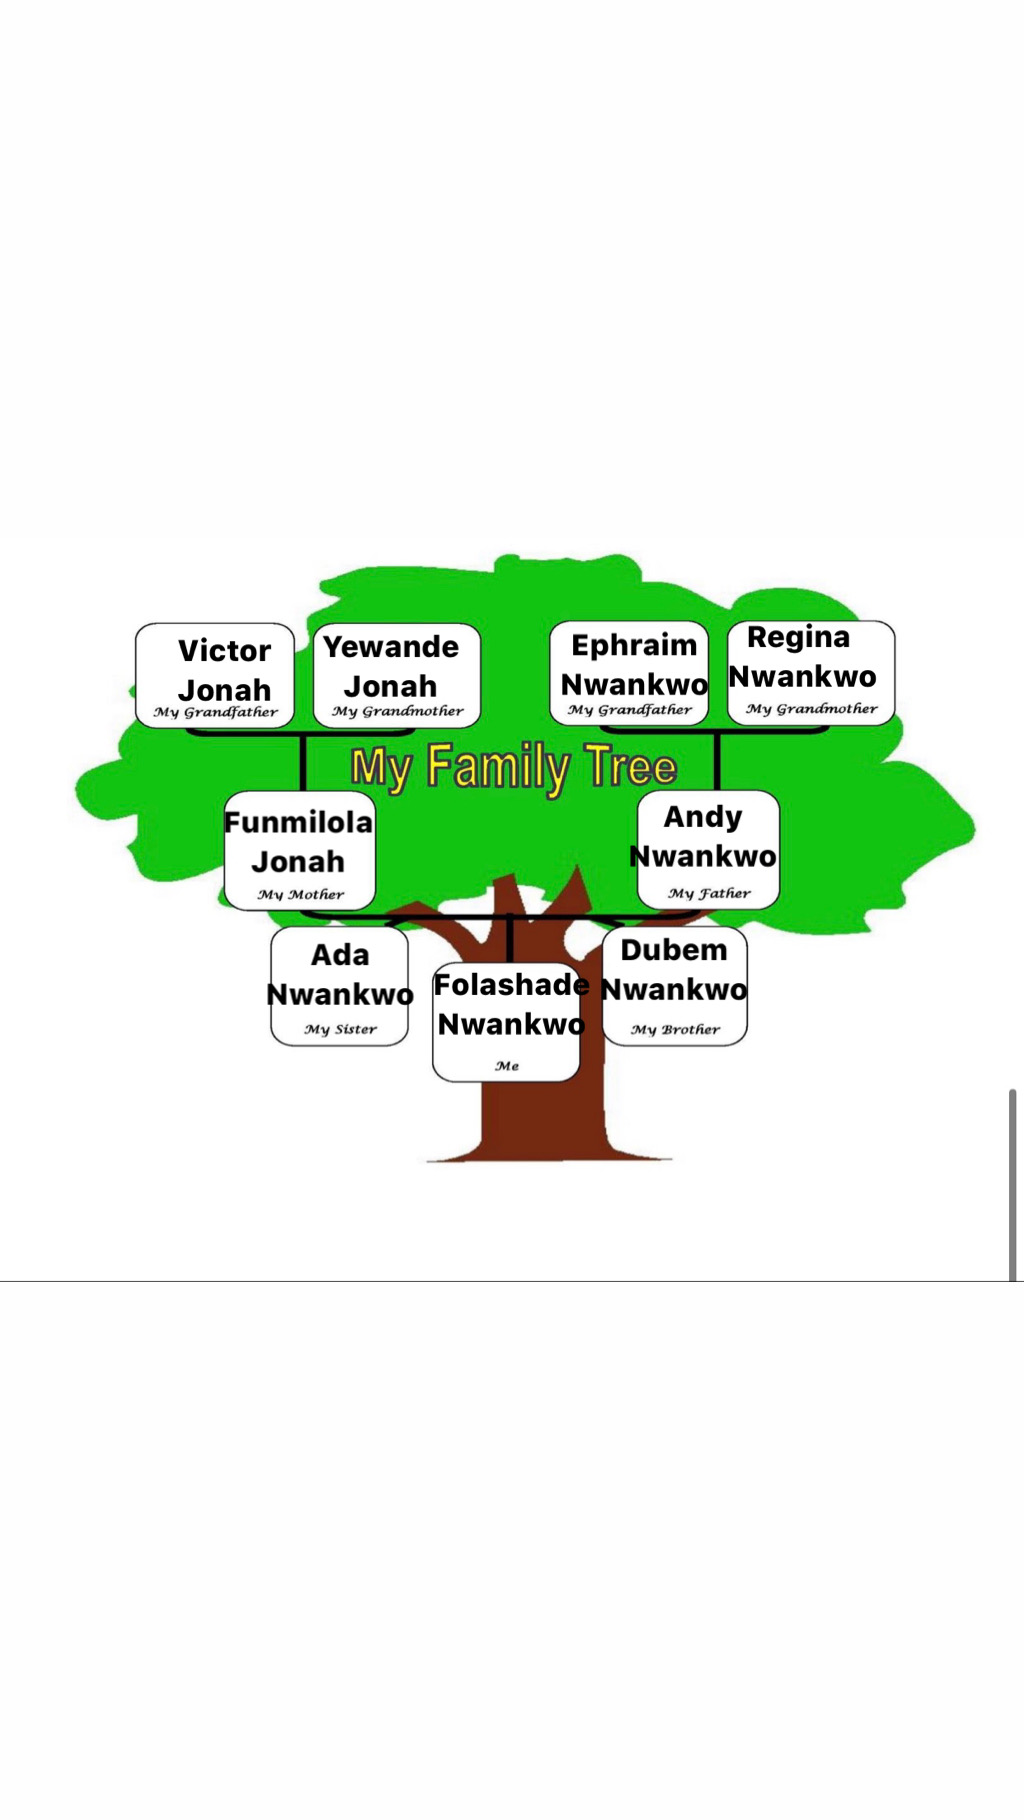 Victor
Jonah
My Grandfather
Yewande
Jonah
My Grandmother
Ephraim
Nwankwo
My Grandfather
Regina
Nwankwo
My Grandmother
My Family Tree
Funmilola
Jonah
My Mother
Andy
Nwankwo
My Father
Ada
Nwankwo
My Sister
Folashade
Nwankwo
Me
Dubem
Nwankwo
My Brother